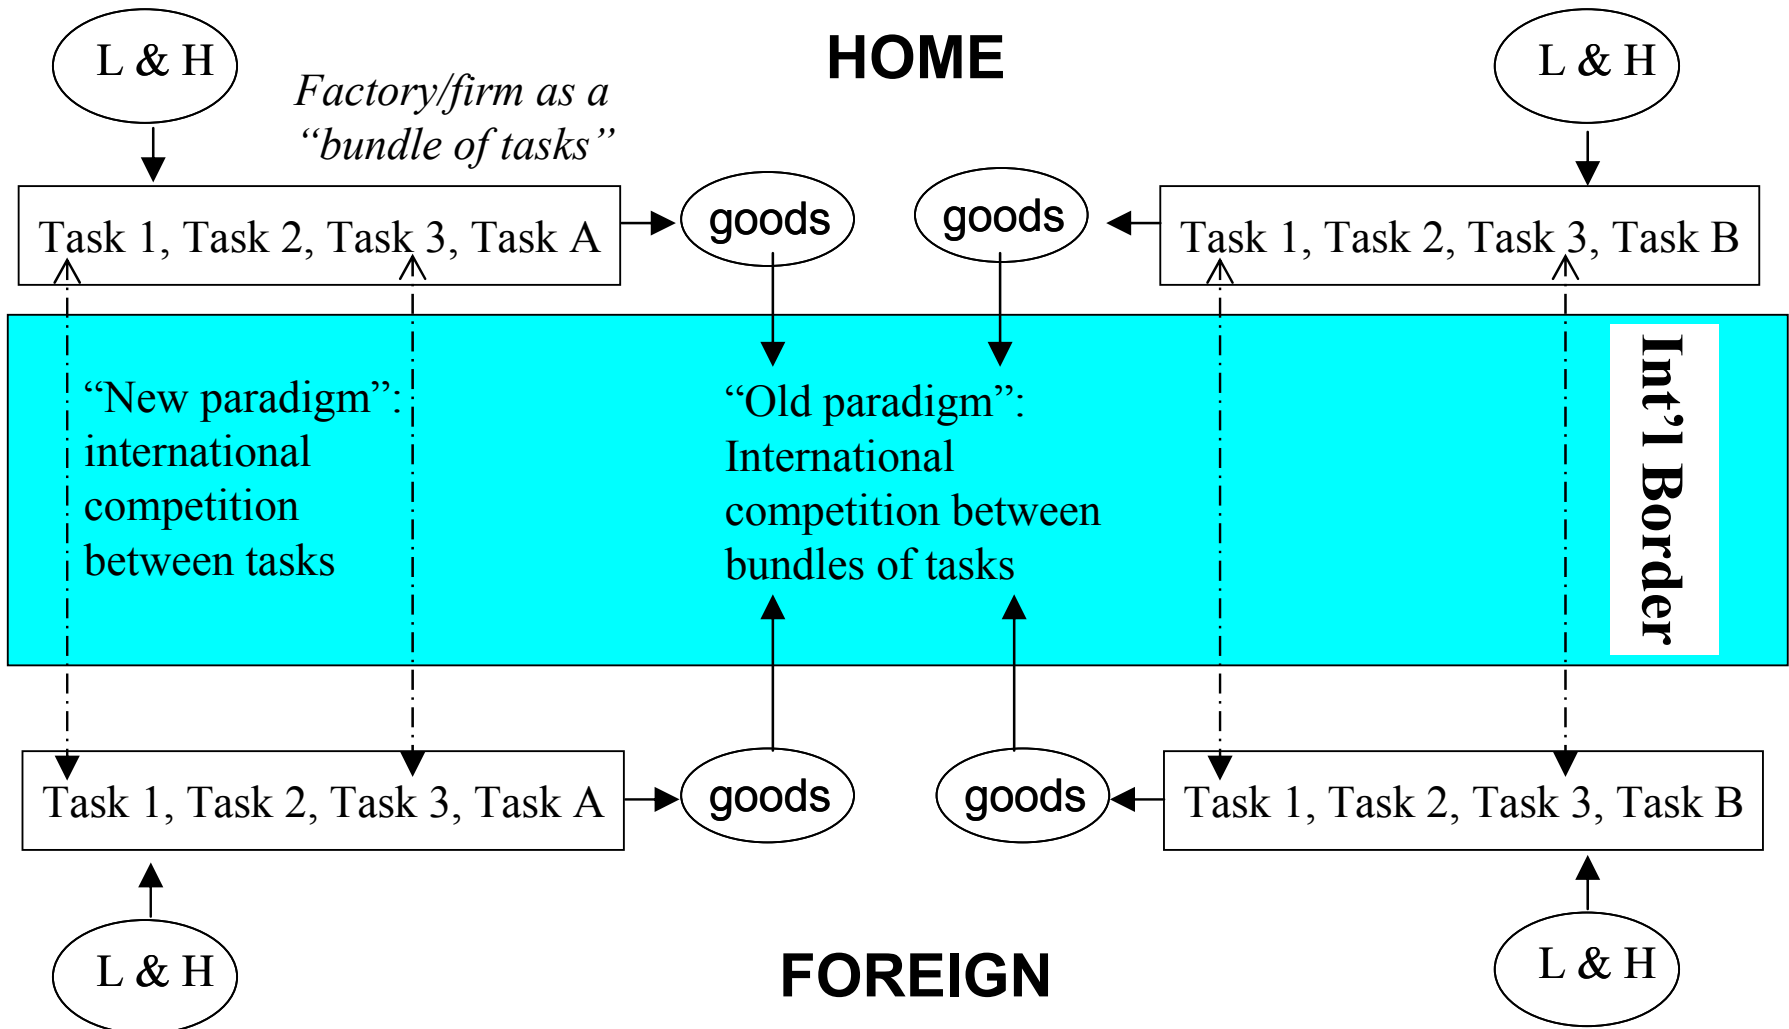 HOME
L & H
L & H
Factory/firm as a
“bundle of tasks”
Task 1, Task 2, Task 3, Task A
goods
goods
Task 1, Task 2, Task 3, Task B
“New paradigm”:
international
competition
between tasks
“Old paradigm”:
International
competition between
bundles of tasks
Int’l Border
Task 1, Task 2, Task 3, Task A
goods
goods
Task 1, Task 2, Task 3, Task B
L & H
FOREIGN
L & H